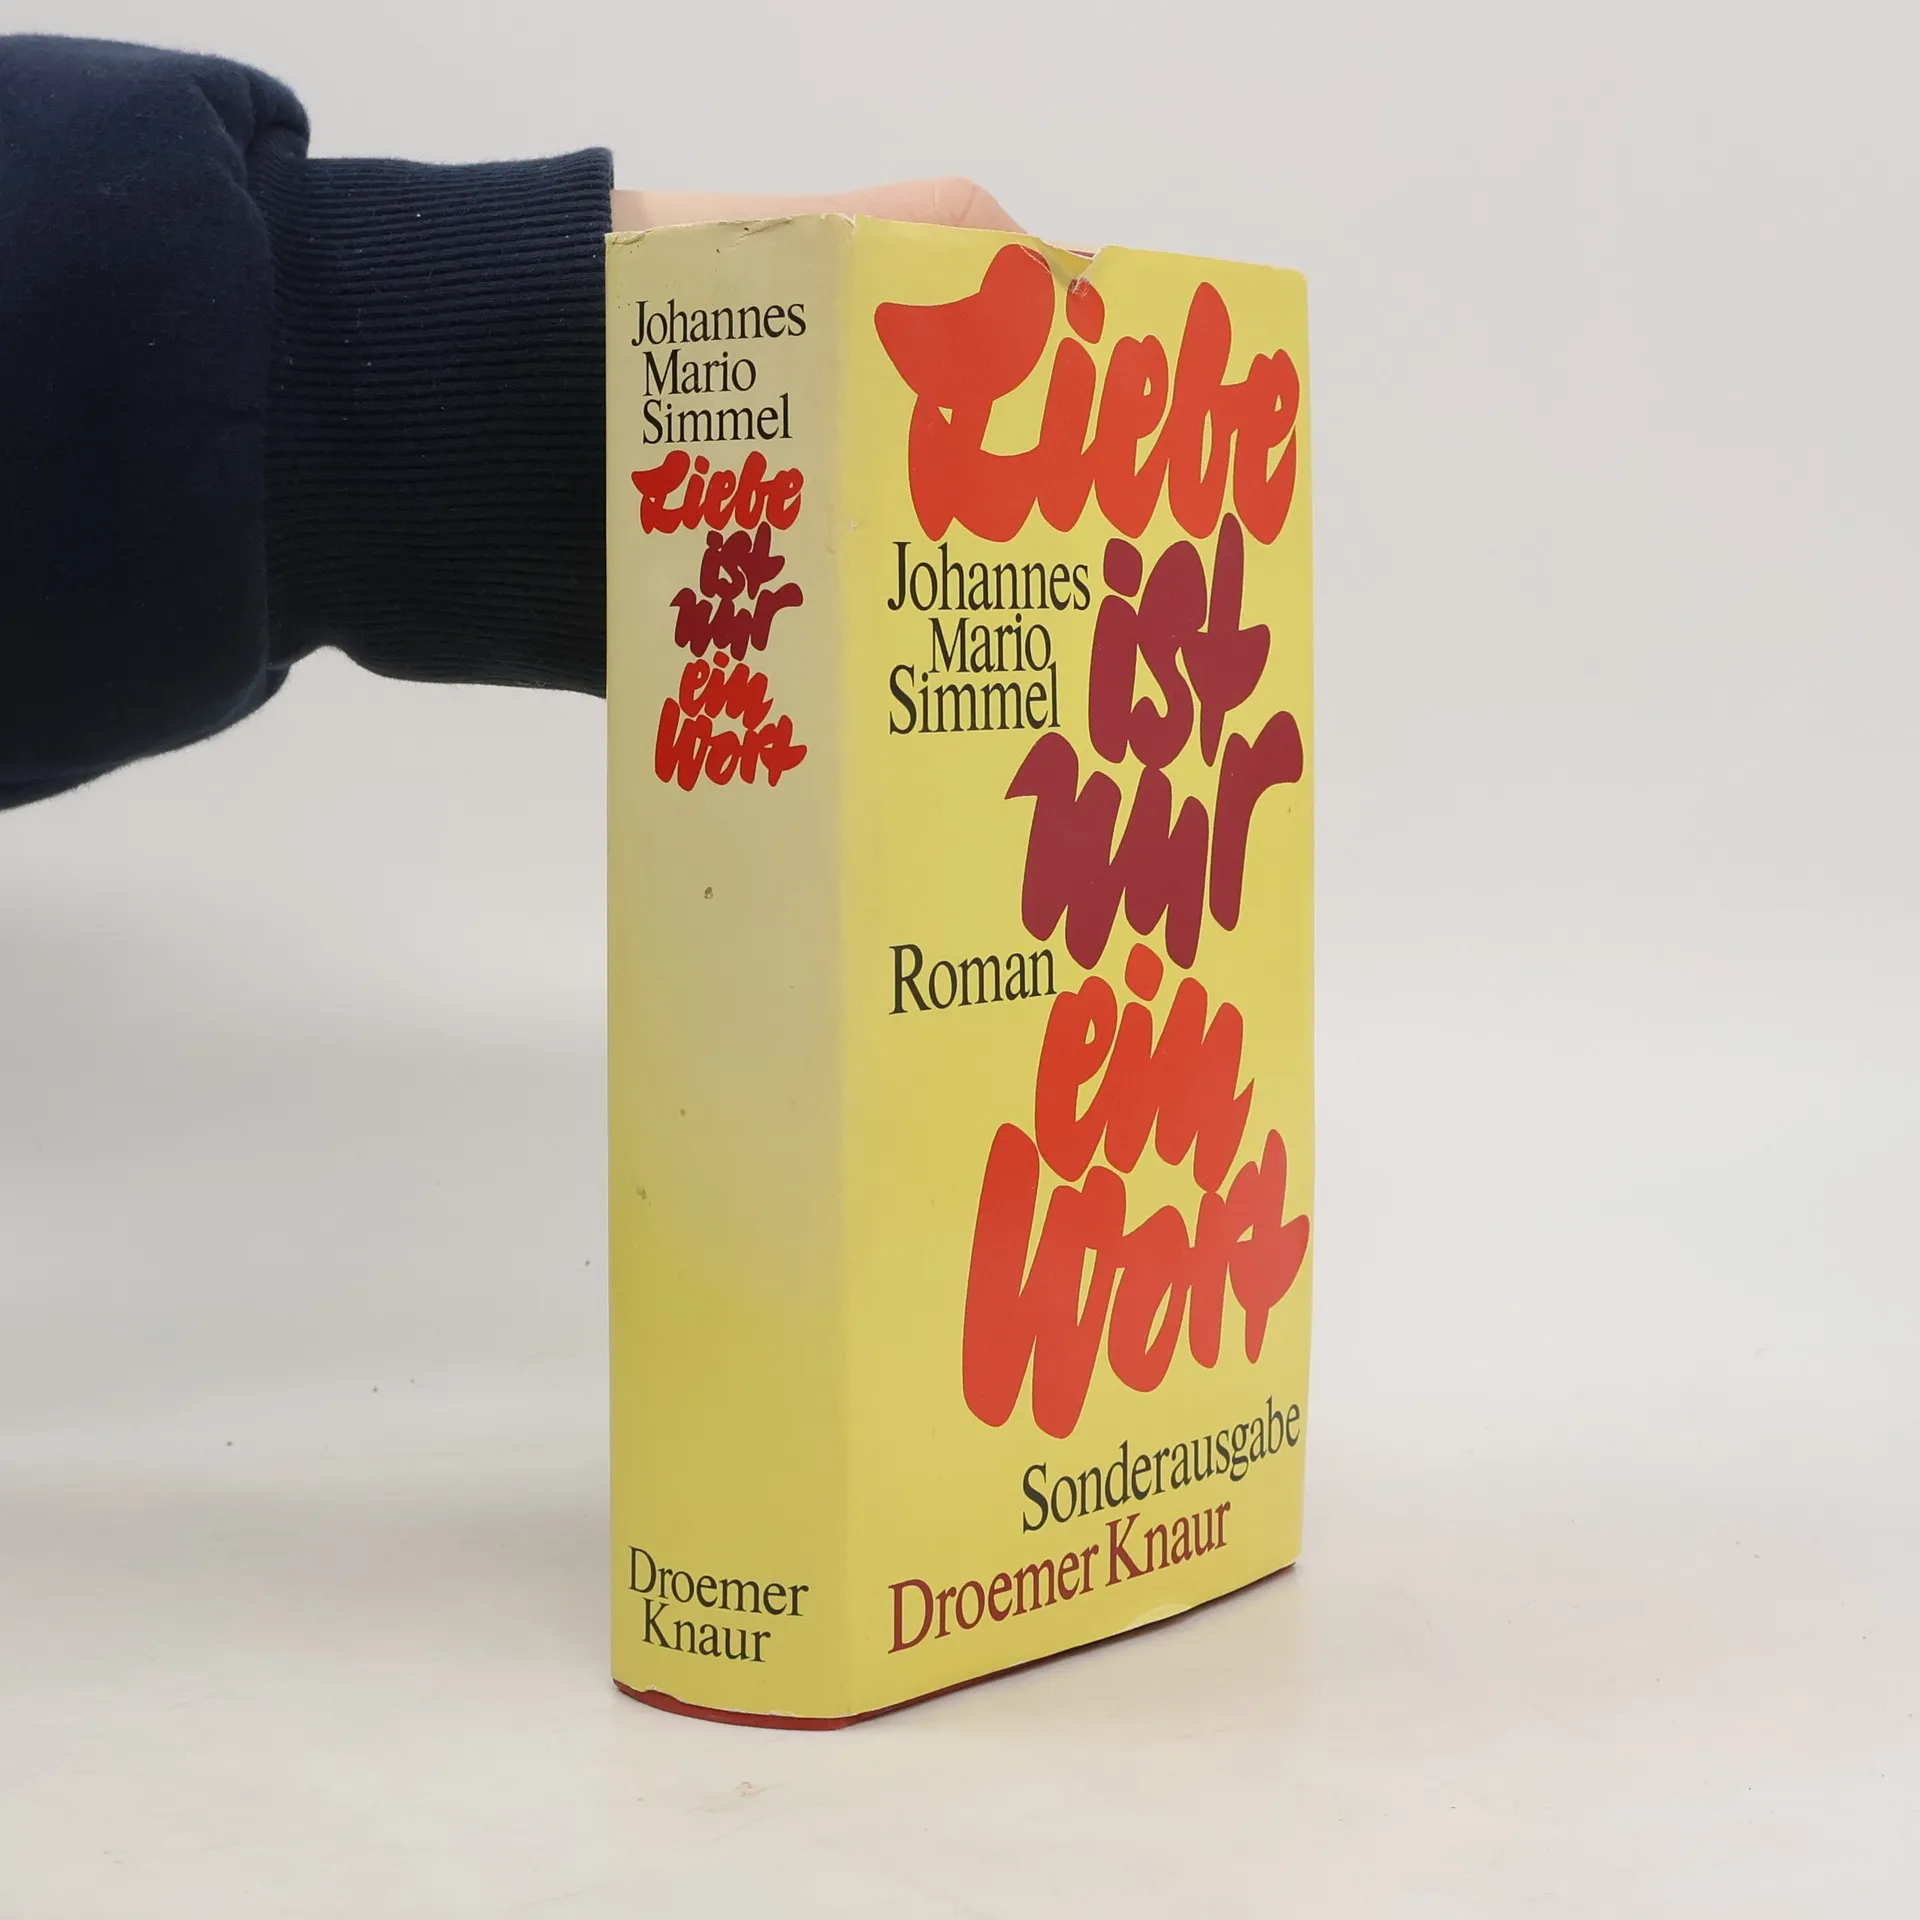 Johannes
Mario
Simmel
Liebe
ist
nur
ein
Wort
Droemer
Knaur
Liebe
Johannes
Mario
Simmel
ist
nur
Roman
ein
Wort
Sonderausgabe
Droemer Knaur